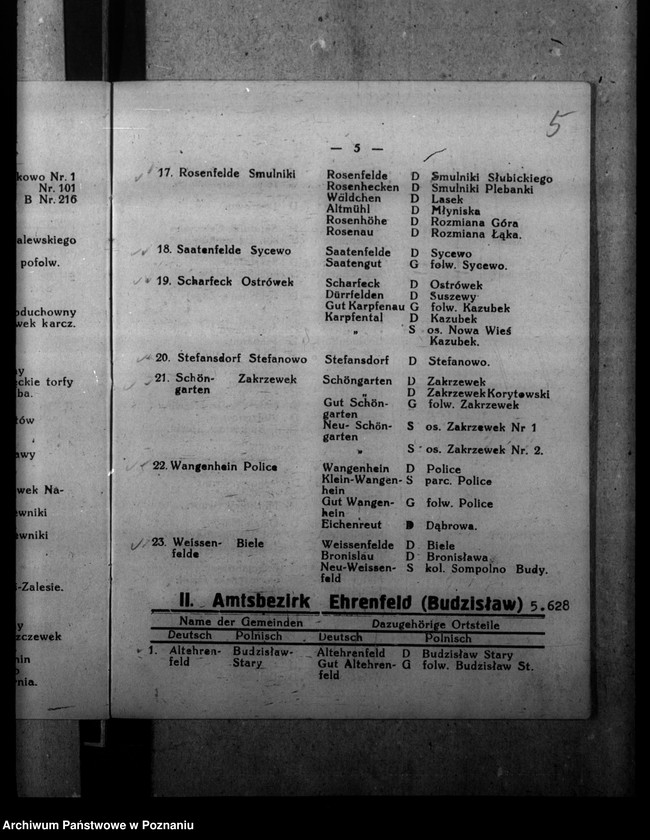 5
— 5 —
kowo Nr. 1
Nr. 101
B Nr. 216
alewskiego
pofolw.
oduchowny
wek karcz.
y
eckie torfy
ba.
tów
awy
wek Na-
wniki
wniki
i-Zalesie.
y
szczewek
nin
o
nia.
17. Rosenfelde Smulniki Rosenfelde D Smulniki Słubickiego
Rosenhecken D Smulniki Plebanki
Wäldchen D Lasek
Altmühl D Młyniska
Rosenhöhe D Rozmiana Góra
Rosenau D Rozmiana Łąka.
18. Saatenfelde Sycewo Saatenfelde D Sycewo
Saatengut G folw. Sycewo.
19. Scharfeck Ostrówek Scharfeck D Ostrówek
Dürrfelden D Suszewy
Gut Karpfenau G folw. Kazubek
Karpfental D Kazubek
„ S os. Nowa Wieś
Kazubek.
20. Stefansdorf Stefanowo Stefansdorf D Stefanowo.
21. Schön- Zakrzewek Schöngarten D Zakrzewek
garten „ D Zakrzewek Korytowski
Gut Schön- G folw. Zakrzewek
garten
Neu- Schön- S os. Zakrzewek Nr 1
garten
„ S os. Zakrzewek Nr. 2.
22. Wangenhein Police Wangenhein D Police
Klein-Wangen- S parc. Police
hein
Gut Wangen- G folw. Police
hein
Eichenreut D Dąbrowa.
23. Weissen- Biele Weissenfelde D Biele
felde Bronislau D Bronisława
Neu-Weissen- S kol. Sompolno Budy.
feld
II. Amtsbezirk Ehrenfeld (Budzisław) 5.628
Name der Gemeinden Dazugehörige Ortsteile
Deutsch Polnisch Deutsch Polnisch
1. Altehren- Budzisław- Altehrenfeld D Budzisław Stary
feld Stary Gut Altehren- G folw. Budzisław St.
feld
Archiwum Państwowe w Poznaniu